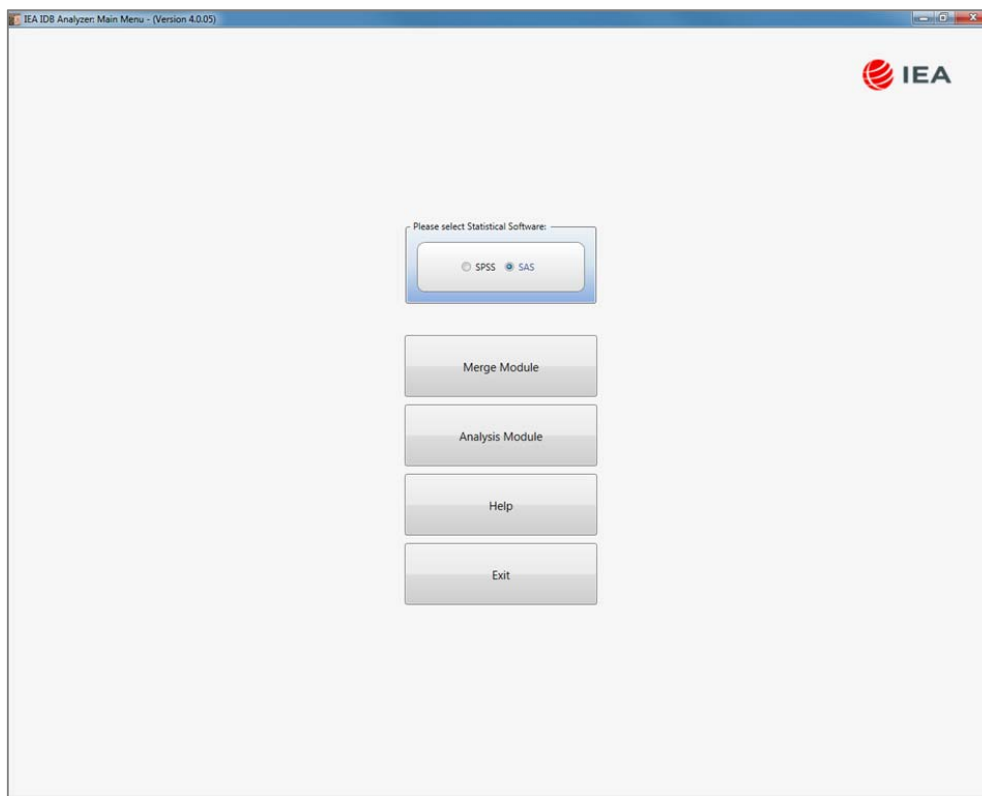 IEA IDB Analyzer: Main Menu - (Version 4.0.05)
IEA
Please select Statistical Software:
SPSS SAS
Merge Module
Analysis Module
Help
Exit